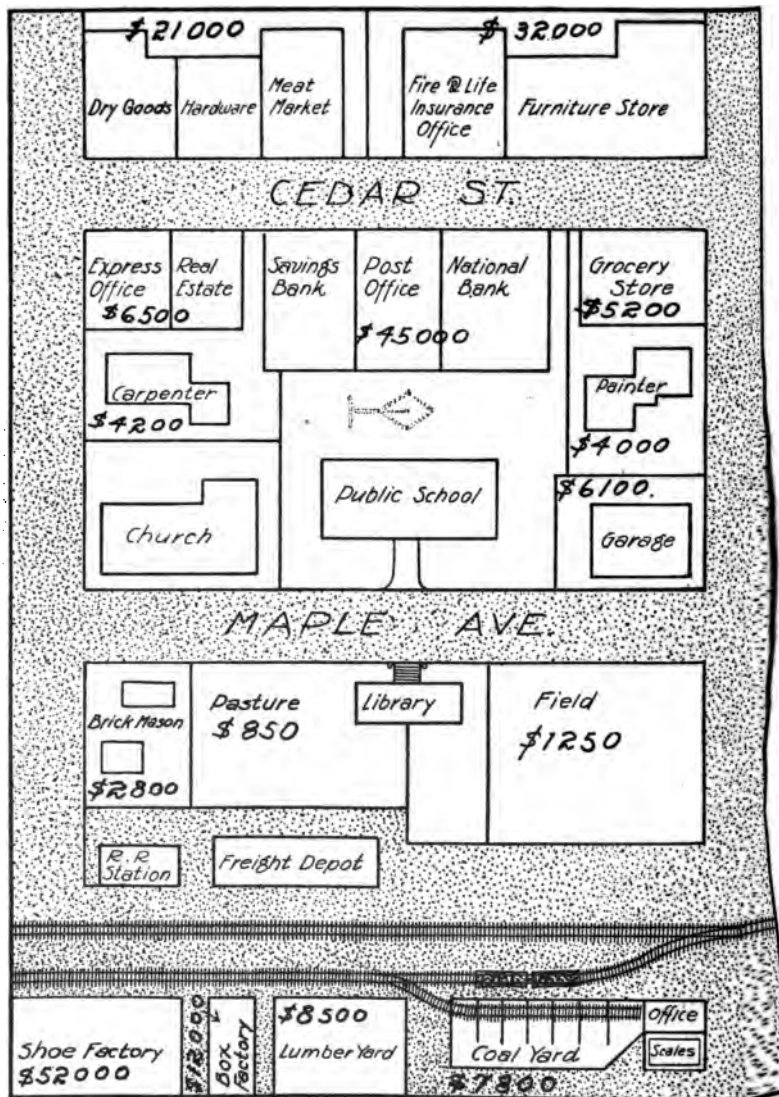 $21000
$32000
Dry Goods
Hardware
Meat
Market
Fire & Life
Insurance
Office
Furniture Store
CEDAR ST.
Express
Office
Real
Estate
$6500
Savings
Bank
Post
Office
$45000
National
Bank
Grocery
Store
$5200
Carpenter
$4200
Painter
$4000
Church
Public School
$6100.
Garage
MAPLE AVE.
Brick Mason
$2800
Pasture
$850
Library
Field
$1250
R.R
Station
Freight Depot
Shoe Factory
$52000
$12000
Box
Factory
$8500
Lumber Yard
Coal Yard
$7800
Office
Scales